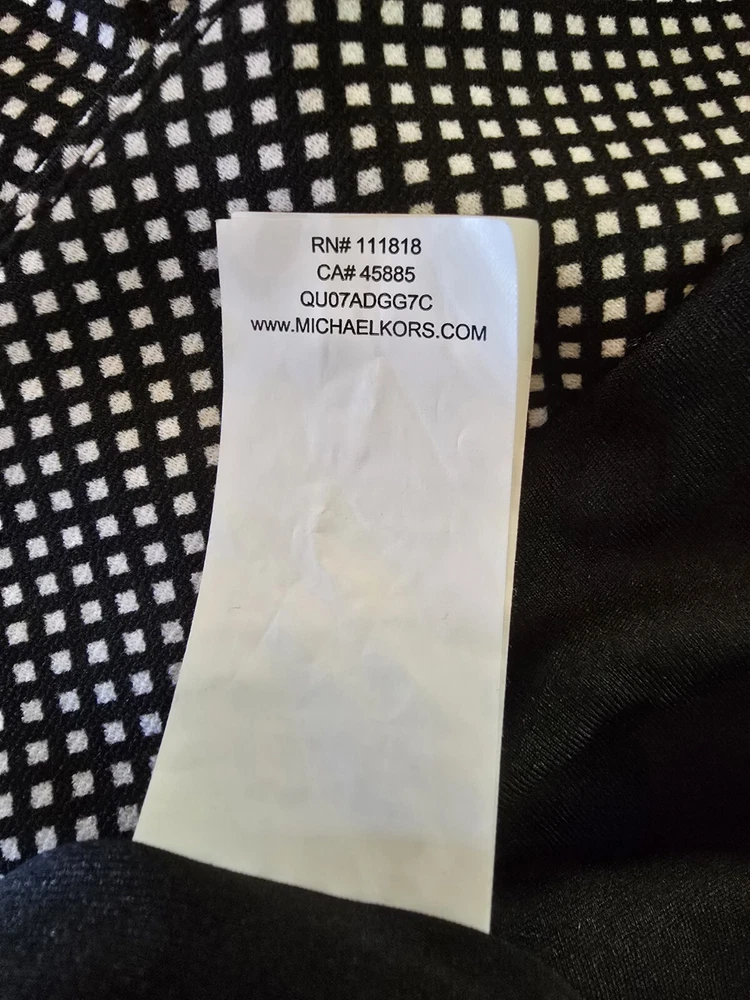 RN# 111818
CA# 45885
QU07ADGG7C
www.MICHAELKORS.COM